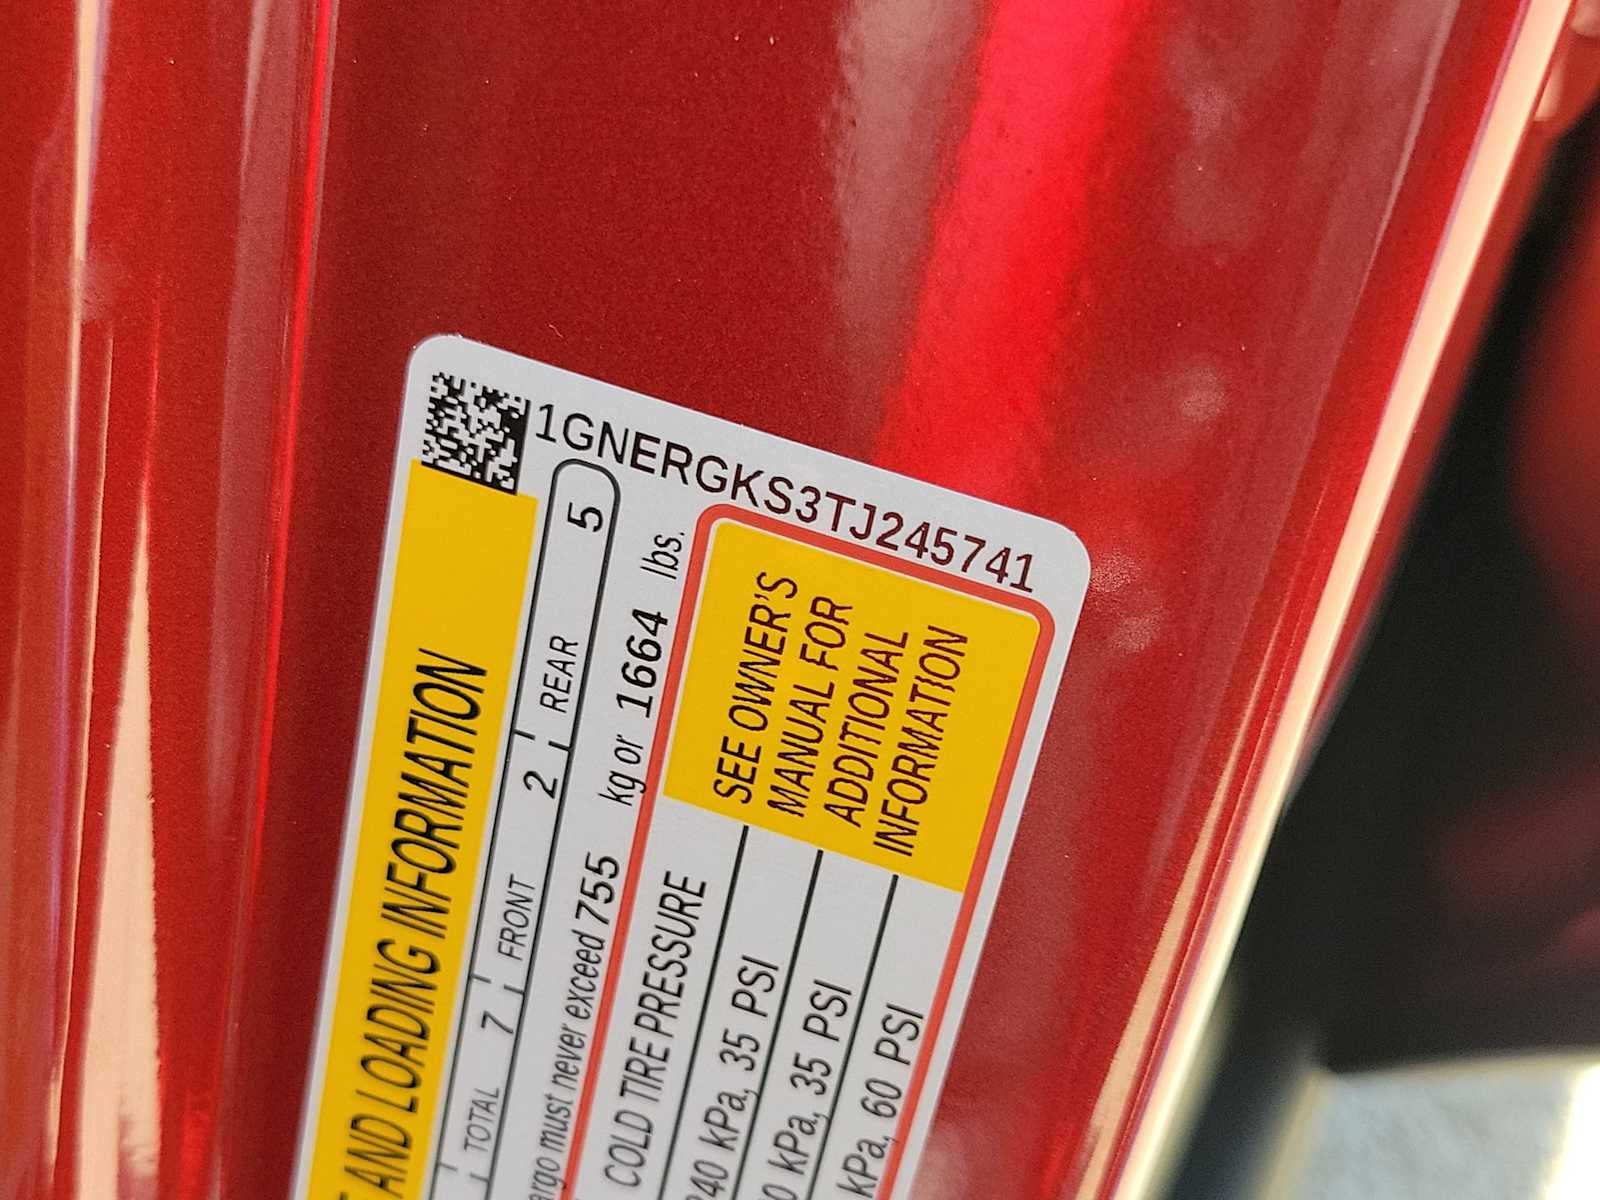 1GNERGKS3TJ245741
AND LOADING INFORMATION
TOTAL 7 FRONT 2 REAR 5
must never exceed 755 kg or 1664 lbs.
COLD TIRE PRESSURE
240 kPa, 35 PSI
kPa, 35 PSI
kPa, 60 PSI
SEE OWNER'S
MANUAL FOR
ADDITIONAL
INFORMATION